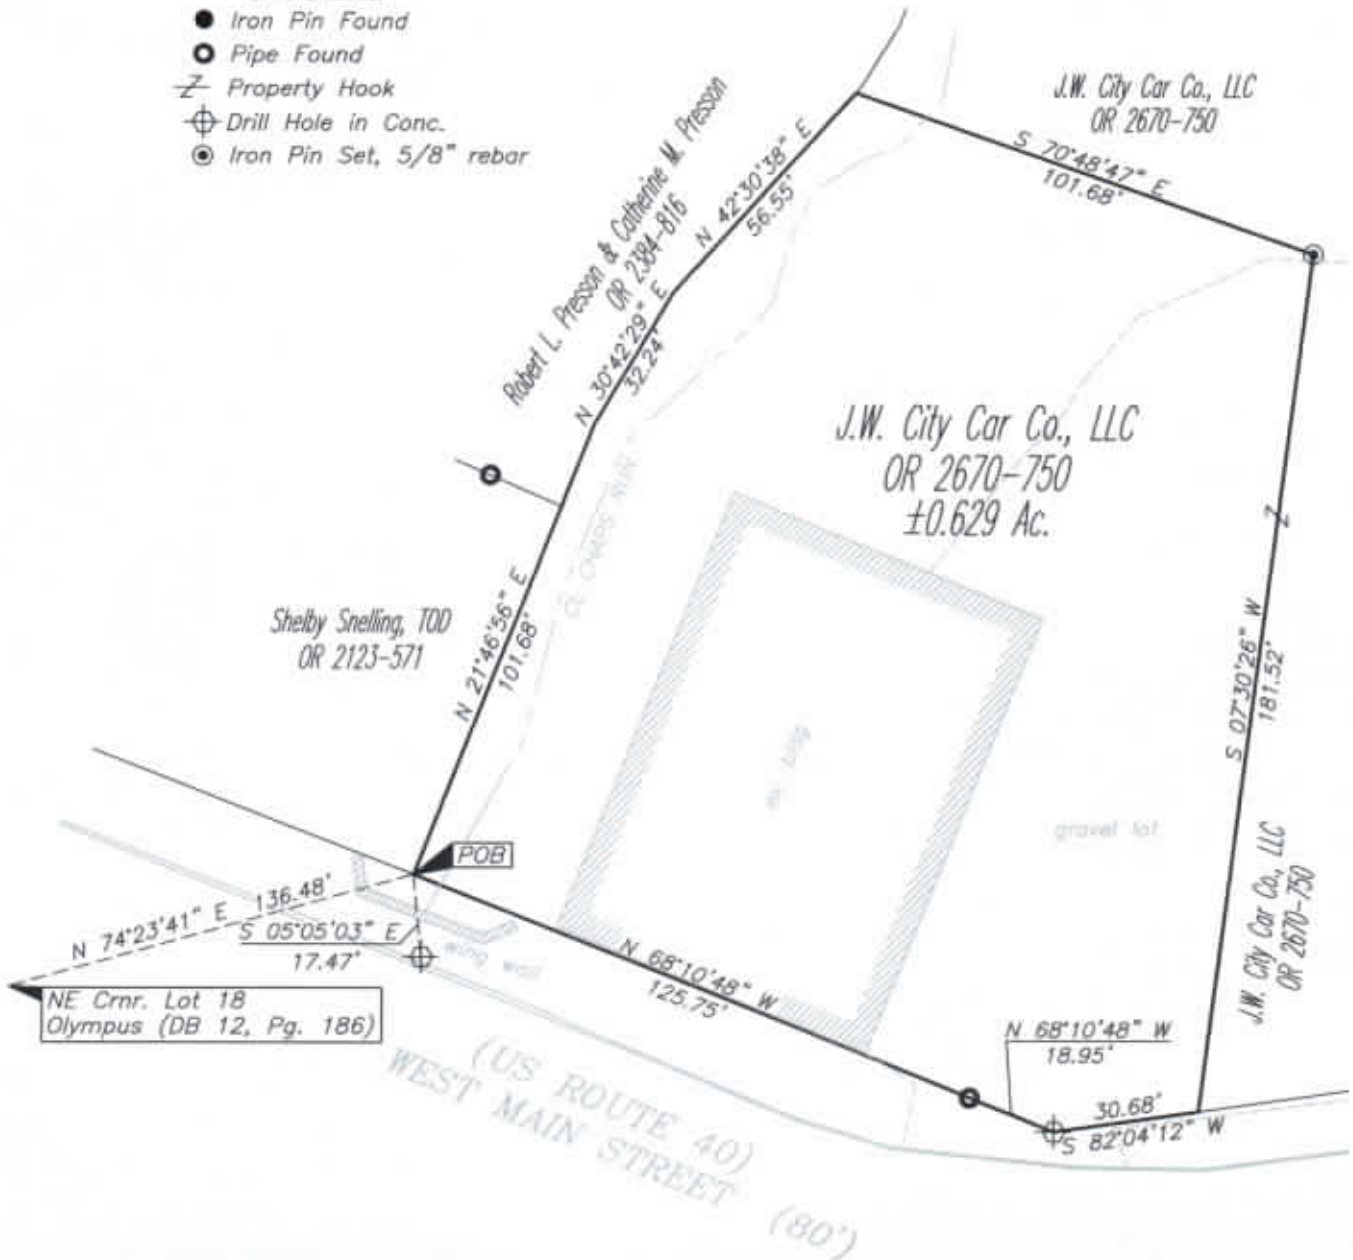 Iron Pin Found
Pipe Found
Property Hook
Drill Hole in Conc.
Iron Pin Set, 5/8" rebar
J.W. City Car Co., LLC
OR 2670-750
S 70°48'47" E
101.68'
Robert L. Presson & Catherine M. Presson
OR 2384-816
N 42°30'38" E
56.55'
N 30°42'29" E
32.24'
J.W. City Car Co., LLC
OR 2670-750
±0.629 Ac.
Z
CHAPS RUN
Shelby Snelling, TOD
OR 2123-571
N 21°46'56" E
101.68'
S 07°30'26" W
181.52'
bldg
gravel lot
J.W. City Car Co., LLC
OR 2670-750
POB
N 74°23'41" E 136.48'
S 05°05'03" E
17.47'
wing wall
NE Crnr. Lot 18
Olympus (DB 12, Pg. 186)
N 68°10'48" W
125.75'
N 68°10'48" W
18.95'
30.68'
S 82°04'12" W
(US ROUTE 40)
WEST MAIN STREET (80')